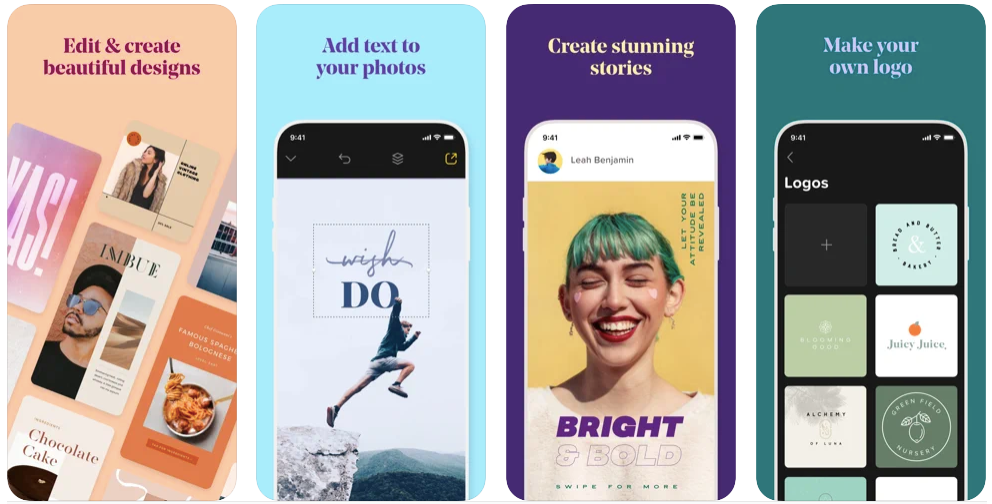 Edit & create
beautiful designs
YAS!
ONLINE
VINTAGE
CLOTHING
IMBUE
FAMOUS SPAGHETTI
BOLOGNESE
INGREDIENTS
Chocolate
Cake
Add text to
your photos
9:41
wish
DO
Create stunning
stories
9:41
Leah Benjamin
LET YOUR
ATTITUDE BE
REVEALED
BRIGHT
& BOLD
SWIPE FOR MORE
Make your
own logo
9:41
Logos
+
BREAD AND BUTTER
&
BAKERY
BLOOMING
GOOD
Juicy Juice.
ALCHEMY
OF LUNA
GREEN FIELD
NURSERY